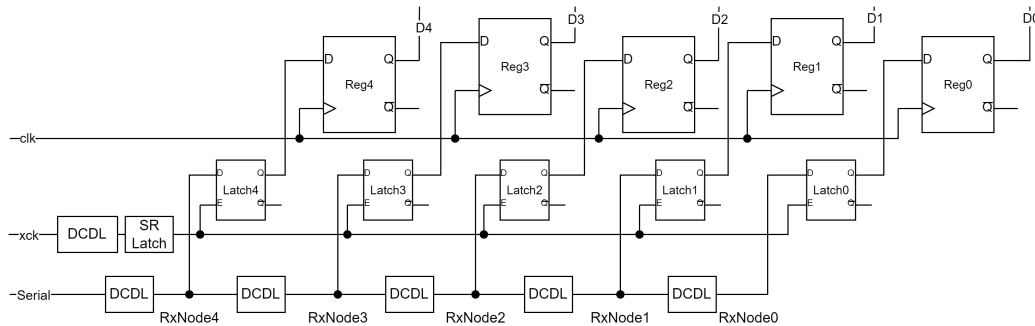 D4
D3
D2
D1
D0
D Q
Reg4
Q
D Q
Reg3
Q
D Q
Reg2
Q
D Q
Reg1
Q
D Q
Reg0
Q
clk
D Q
Latch4
E Q
D Q
Latch3
E Q
D Q
Latch2
E Q
D Q
Latch1
E Q
D Q
Latch0
E Q
xck
DCDL
SR
Latch
Serial
DCDL
DCDL
DCDL
DCDL
DCDL
RxNode4
RxNode3
RxNode2
RxNode1
RxNode0